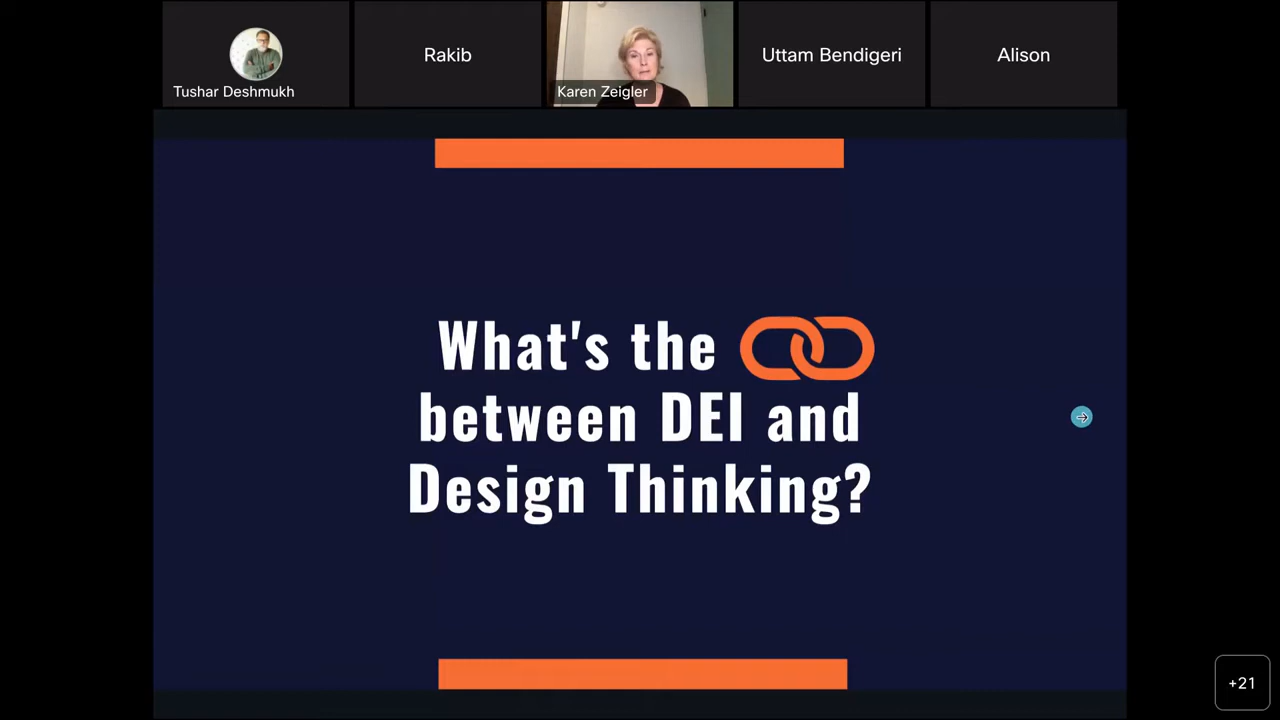 Tushar Deshmukh
Rakib
Karen Zeigler
Uttam Bendigeri
Alison
What's the
between DEI and
Design Thinking?
+21